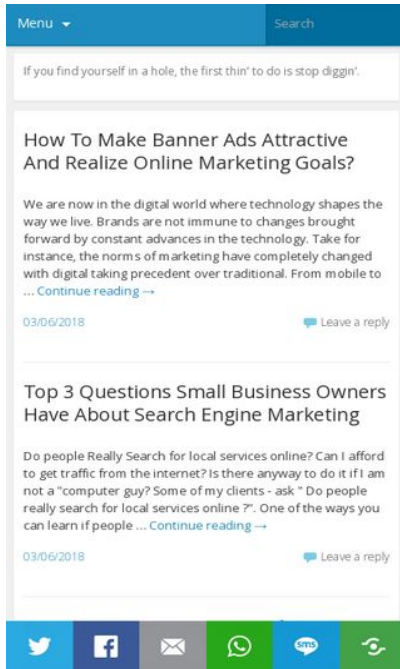 Menu
Search
If you find yourself in a hole, the first thin' to do is stop diggin'.
How To Make Banner Ads Attractive
And Realize Online Marketing Goals?
We are now in the digital world where technology shapes the
way we live. Brands are not immune to changes brought
forward by constant advances in the technology. Take for
instance, the norms of marketing have completely changed
with digital taking precedent over traditional. From mobile to
... Continue reading →
03/06/2018
Leave a reply
Top 3 Questions Small Business Owners
Have About Search Engine Marketing
Do people Really Search for local services online? Can I afford
to get traffic from the internet? Is there anyway to do it if I am
not a "computer guy? Some of my clients - ask " Do people
really search for local services online ?". One of the ways you
can learn if people ... Continue reading →
03/06/2018
Leave a reply
sms